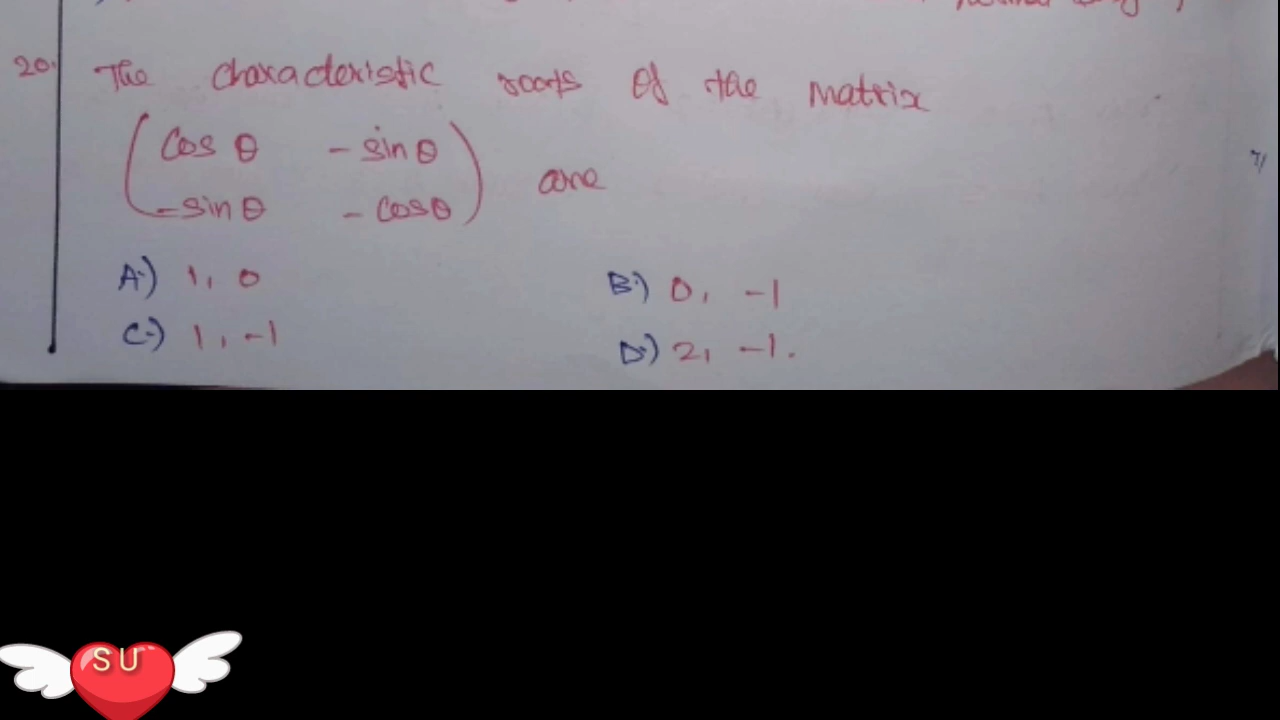 20. The characteristic roots of the matrix
cos θ - sin θ
- sin θ - cos θ are
A.) 1, 0 B.) 0, -1
C.) 1, -1 D.) 2, -1.
SU